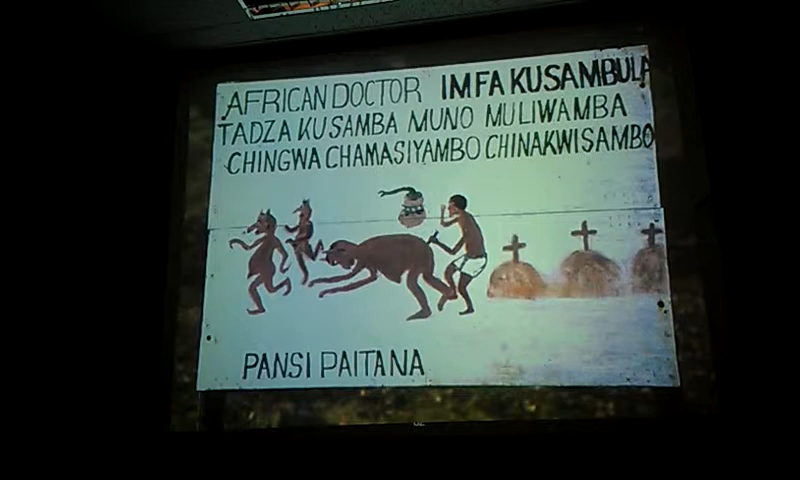 AFRICAN DOCTOR IMFA KUSAMBULA
TADZA KUSAMBA MUNO MULIWAMBA
CHINGWA CHAMASIYAMBO CHINAKWISAMBO
PANSI PAITANA